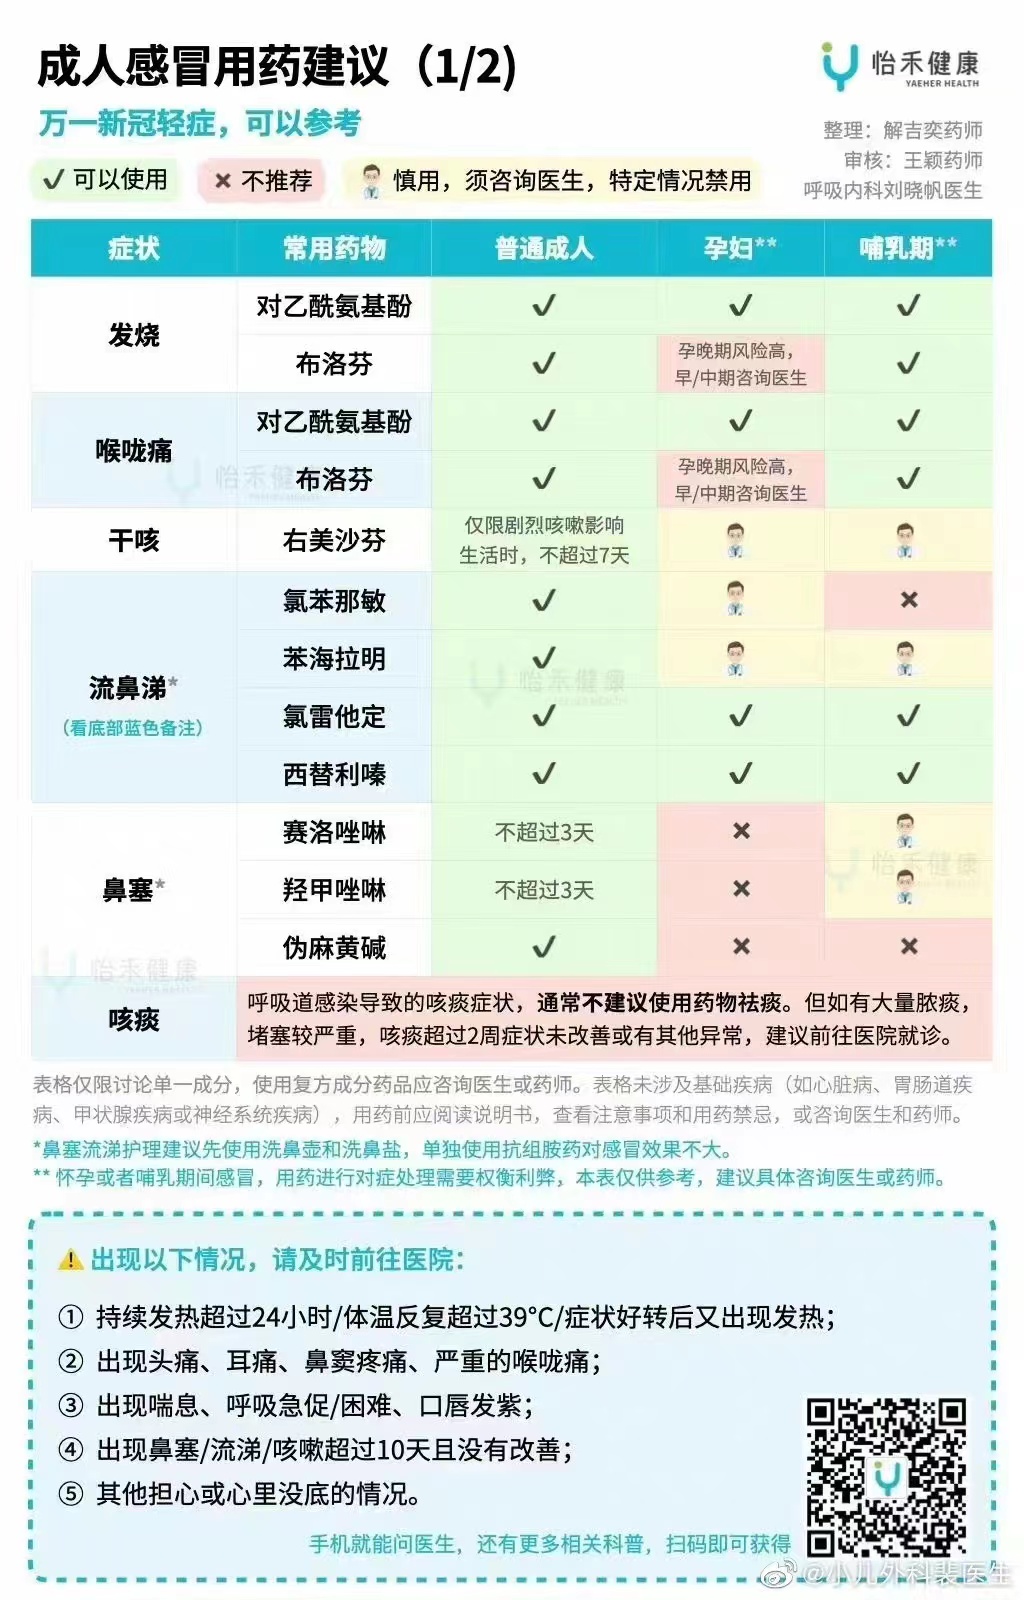 成人感冒用药建议（1/2)
怡禾健康
YAEHER HEALTH
万一新冠轻症，可以参考
整理：解吉奕药师
审核：王颖药师
呼吸内科刘晓帆医生
✔ 可以使用
✖ 不推荐
慎用，须咨询医生，特定情况禁用
症状 常用药物 普通成人 孕妇** 哺乳期**
发烧
对乙酰氨基酚 ✔ ✔ ✔
布洛芬 ✔ 孕晚期风险高，
早/中期咨询医生 ✔
喉咙痛
对乙酰氨基酚 ✔ ✔ ✔
布洛芬 ✔ 孕晚期风险高，
早/中期咨询医生 ✔
干咳 右美沙芬 仅限剧烈咳嗽影响
生活时，不超过7天
流鼻涕*
（看底部蓝色备注）
氯苯那敏 ✔ ✖
苯海拉明 ✔
氯雷他定 ✔ ✔ ✔
西替利嗪 ✔ ✔ ✔
鼻塞*
赛洛唑啉 不超过3天 ✖
羟甲唑啉 不超过3天 ✖
伪麻黄碱 ✔ ✖ ✖
咳痰
呼吸道感染导致的咳痰症状，通常不建议使用药物祛痰。但如有大量脓痰，
堵塞较严重，咳痰超过2周症状未改善或有其他异常，建议前往医院就诊。
怡禾健康
怡禾健康
怡禾健康
怡禾健康
表格仅限讨论单一成分，使用复方成分药品应咨询医生或药师。表格未涉及基础疾病（如心脏病、胃肠道疾
病、甲状腺疾病或神经系统疾病），用药前应阅读说明书，查看注意事项和用药禁忌，或咨询医生和药师。
*鼻塞流涕护理建议先使用洗鼻壶和洗鼻盐，单独使用抗组胺药对感冒效果不大。
** 怀孕或者哺乳期间感冒，用药进行对症处理需要权衡利弊，本表仅供参考，建议具体咨询医生或药师。
出现以下情况，请及时前往医院：
① 持续发热超过24小时/体温反复超过39°C/症状好转后又出现发热；
② 出现头痛、耳痛、鼻窦疼痛、严重的喉咙痛；
③ 出现喘息、呼吸急促/困难、口唇发紫；
④ 出现鼻塞/流涕/咳嗽超过10天且没有改善；
⑤ 其他担心或心里没底的情况。
手机就能问医生，还有更多相关科普，扫码即可获得
@小儿外科裴医生